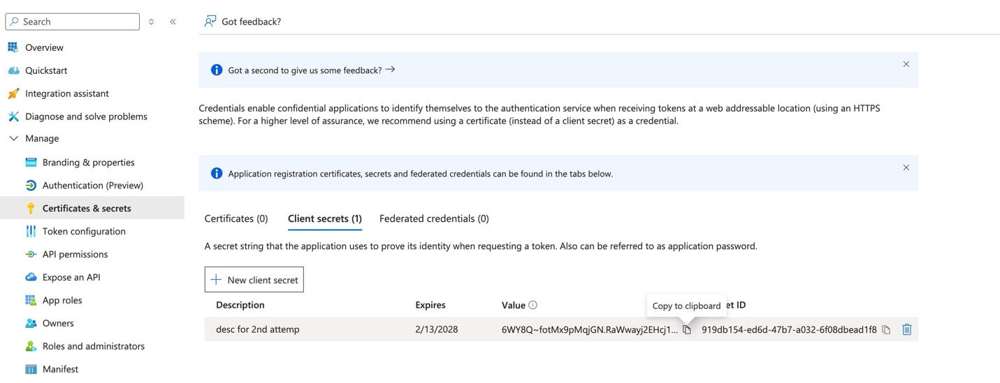 Search
Got feedback?
Overview
Quickstart
Integration assistant
Diagnose and solve problems
Manage
Branding & properties
Authentication (Preview)
Certificates & secrets
Token configuration
API permissions
Expose an API
App roles
Owners
Roles and administrators
Manifest
Got a second to give us some feedback?
Credentials enable confidential applications to identify themselves to the authentication service when receiving tokens at a web addressable location (using an HTTPS
scheme). For a higher level of assurance, we recommend using a certificate (instead of a client secret) as a credential.
Application registration certificates, secrets and federated credentials can be found in the tabs below.
Certificates (0) Client secrets (1) Federated credentials (0)
A secret string that the application uses to prove its identity when requesting a token. Also can be referred to as application password.
New client secret
Copy to clipboard
Description Expires Value et ID
desc for 2nd attemp 2/13/2028 6WY8Q~fotMx9pMqjGN.RaWwayj2EHcj1... 919db154-ed6d-47b7-a032-6f08dbead1f8